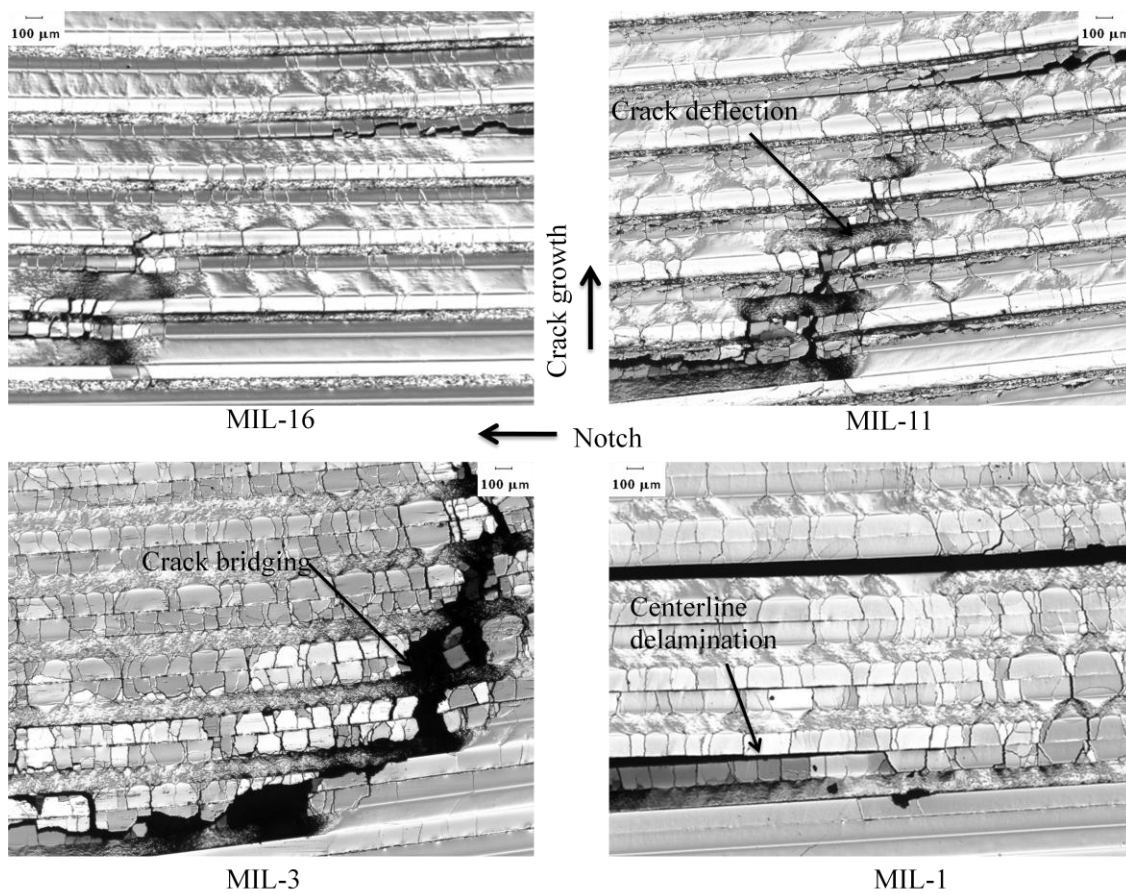 100 μm
100 μm
Crack deflection
Crack growth
MIL-16
MIL-11
Notch
100 μm
100 μm
Crack bridging
Centerline
delamination
MIL-3
MIL-1